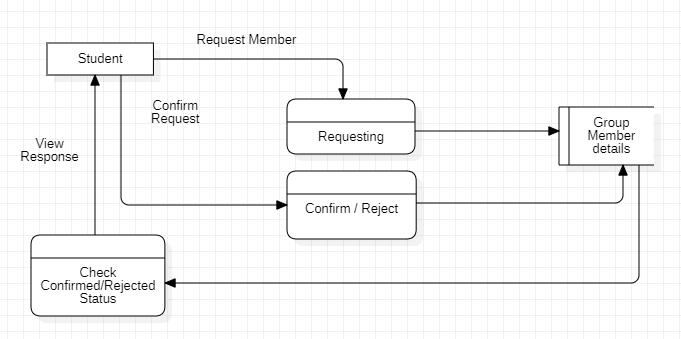 Request Member
Student
Confirm
Request
Group
Member
details
Requesting
View
Response
Confirm / Reject
Check
Confirmed/Rejected
Status